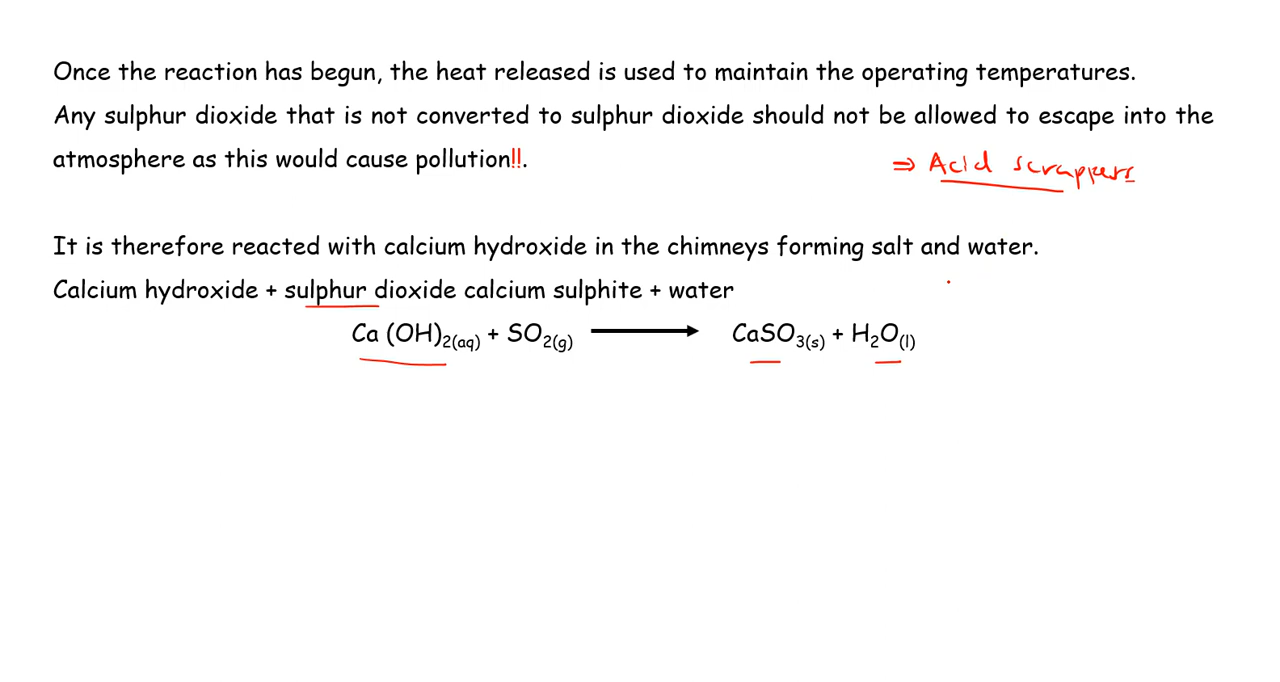 Once the reaction has begun, the heat released is used to maintain the operating temperatures.
Any sulphur dioxide that is not converted to sulphur dioxide should not be allowed to escape into the
atmosphere as this would cause pollution!!.
⇒ Acid scrappers
It is therefore reacted with calcium hydroxide in the chimneys forming salt and water.
Calcium hydroxide + sulphur dioxide calcium sulphite + water
Ca (OH)₂(aq) + SO₂(g) ⟶ CaSO₃(s) + H₂O(l)